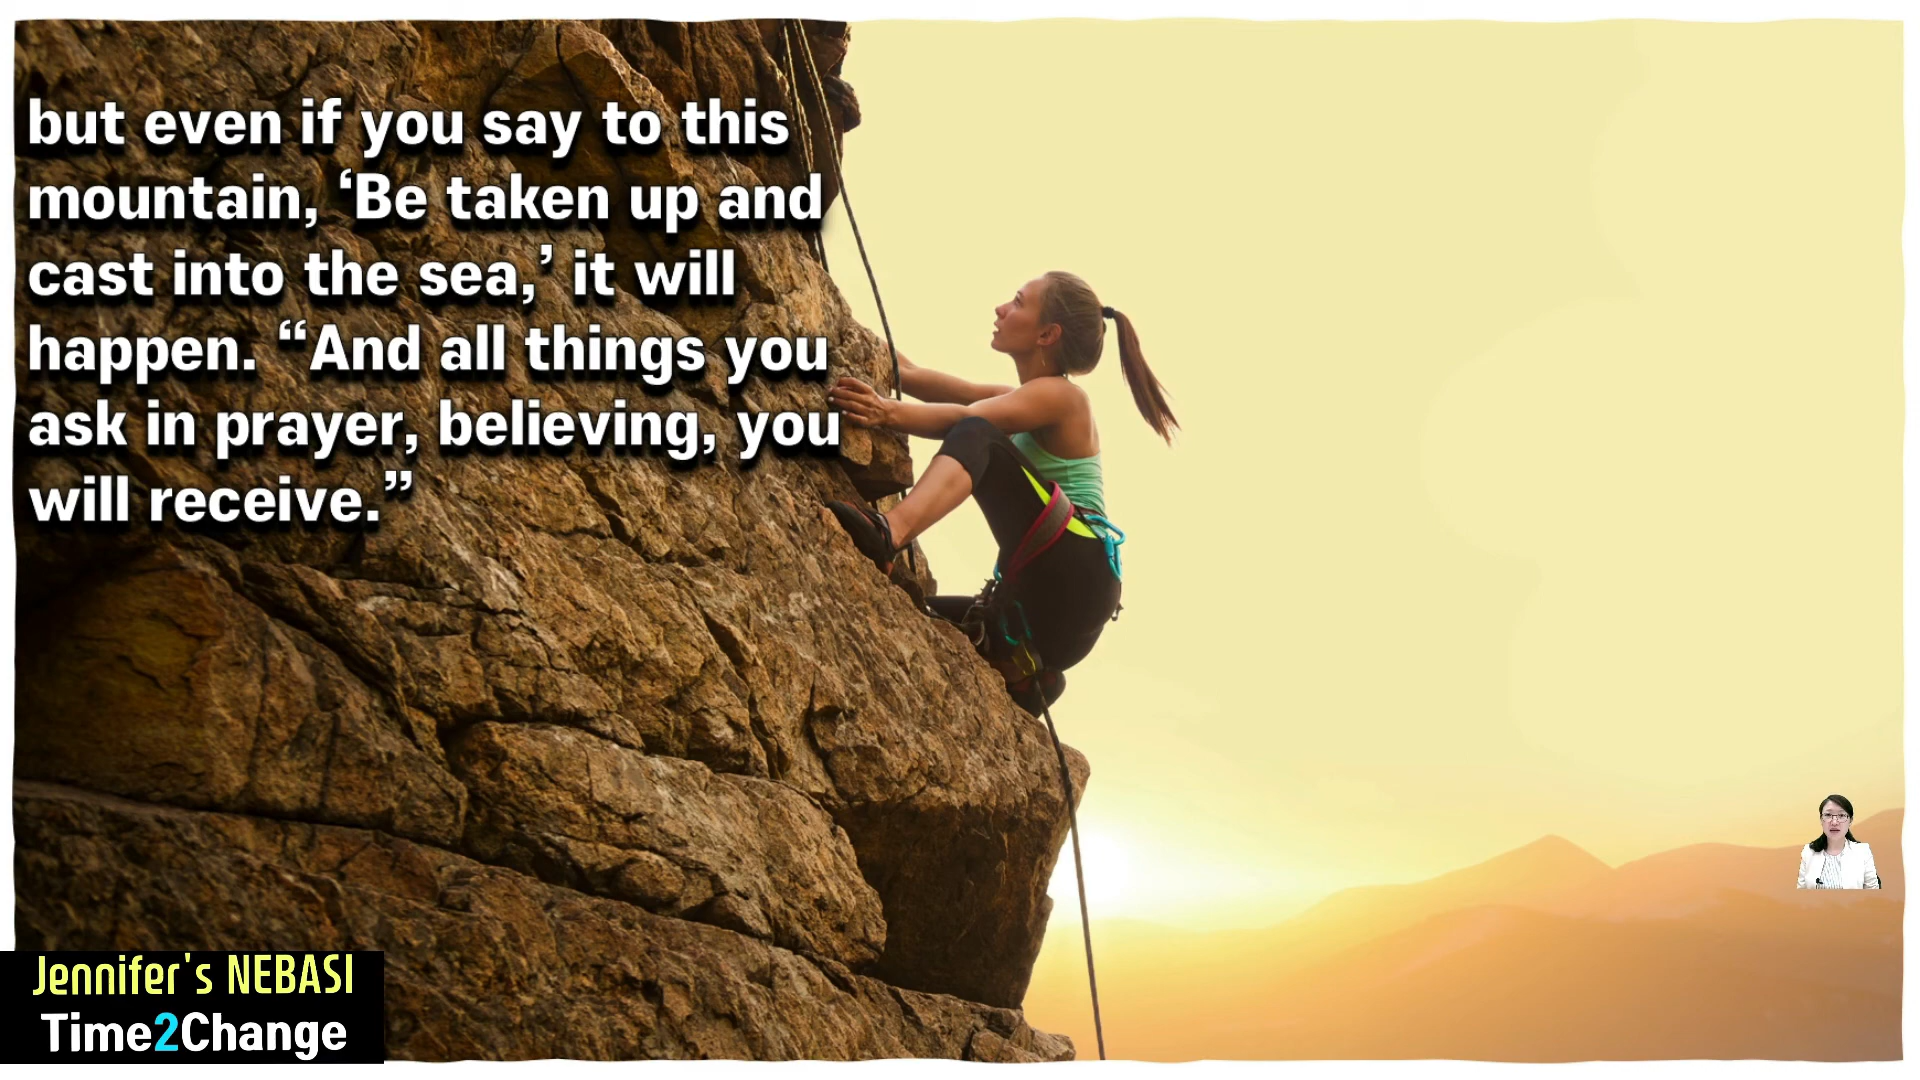 but even if you say to this
mountain, ‘Be taken up and
cast into the sea,’ it will
happen. “And all things you
ask in prayer, believing, you
will receive.”
Jennifer's NEBASI
Time2Change